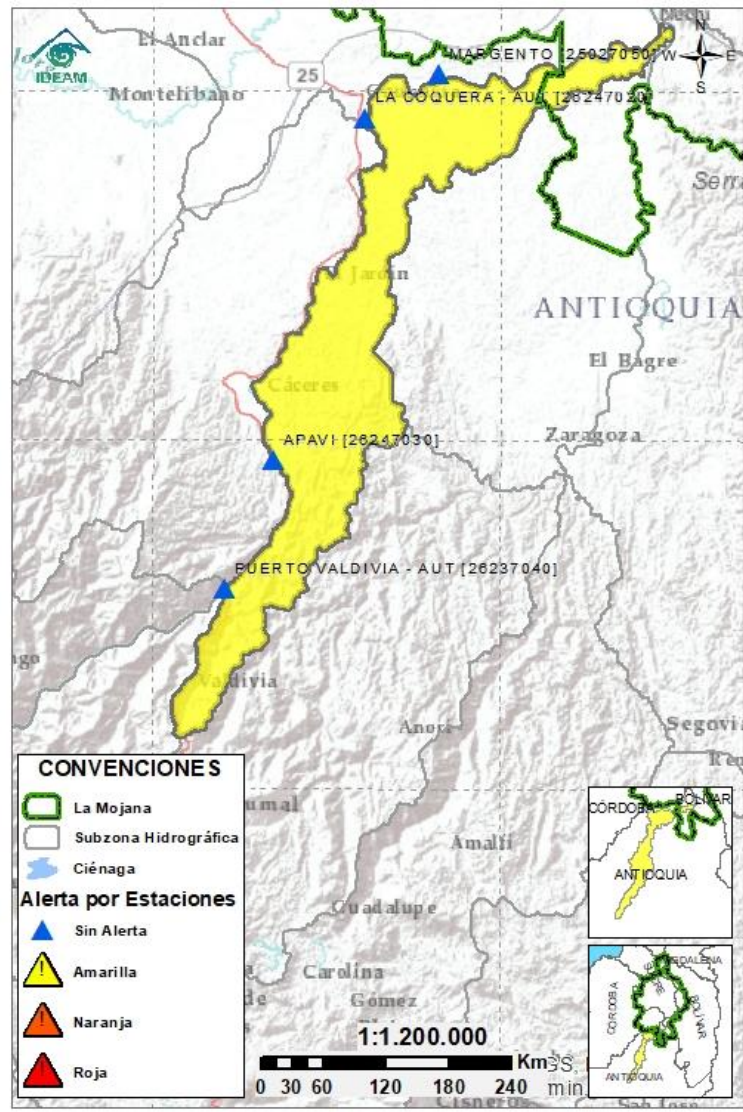 IDEAM
El Anclar
Montelíbano
25
N
W
E
S
MARGENTO [25027050]
LA COQUERA - AUT [26247020]
El Jardín
ANTIOQUIA
El Bagre
Cáceres
Zaragoza
APAVI [26247030]
PUERTO VALDIVIA - AUT [26237040]
Valdivia
Anorí
Segovia
Amalfi
Guadalupe
Carolina
Gómez
Cisneros
San José
CONVENCIONES
La Mojana
Subzona Hidrográfica
Ciénaga
Alerta por Estaciones
Sin Alerta
Amarilla
Naranja
Roja
1:1.200.000
Km
0 30 60 120 180 240
CÓRDOBA
BOLÍVAR
ANTIOQUIA
CÓRDOBA
BOLÍVAR
ANTIOQUIA